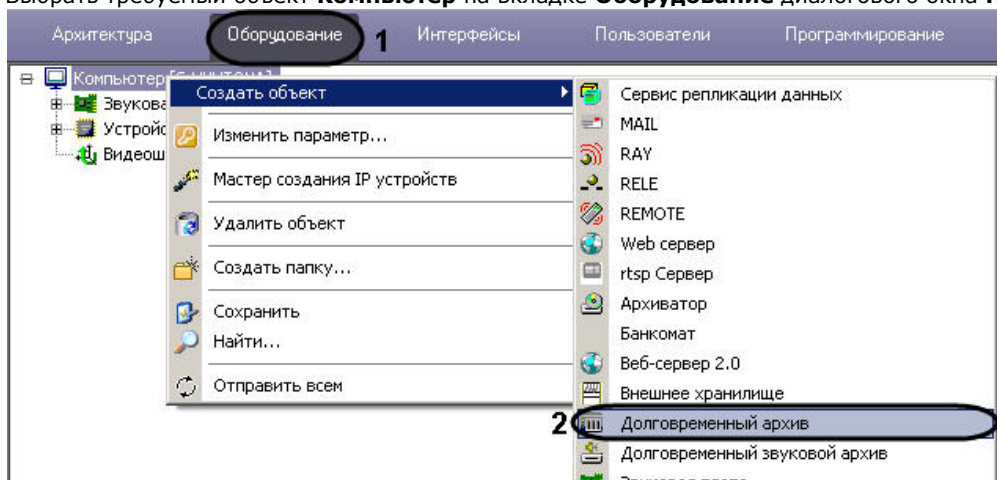 Выбрать требуемый объект Компьютер на вкладке Оборудование диалогового окна
Архитектура Оборудование 1 Интерфейсы Пользователи Программирование
Компьютер
Звукова
Устройс
Видеош
Создать объект
Изменить параметр...
Мастер создания IP устройств
Удалить объект
Создать папку...
Сохранить
Найти...
Отправить всем
Сервис репликации данных
MAIL
RAY
RELE
REMOTE
Web сервер
rtsp Сервер
Архиватор
Банкомат
Веб-сервер 2.0
Внешнее хранилище
2 Долговременный архив
Долговременный звуковой архив